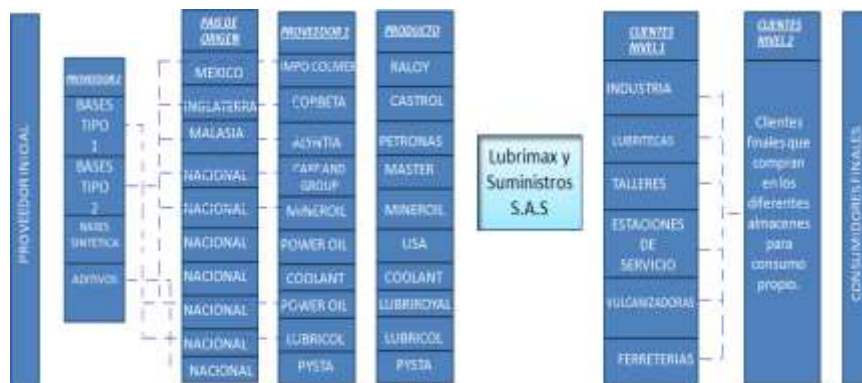 PROVEEDOR INICIAL
PROVEEDOR 2
BASES
TIPO
1
BASES
TIPO
2
BASES
SINTETICA
ADITIVOS
PAIS DE
ORIGEN
MEXICO
INGLATERRA
MALASIA
NACIONAL
NACIONAL
NACIONAL
NACIONAL
NACIONAL
NACIONAL
NACIONAL
IMPO COLMEX
CORBETA
GROUP
MINEROIL
POWER OIL
COOLANT
POWER OIL
LUBRICOL
PYSTA
PRODUCTO
RALOY
CASTROL
PETRONAS
MASTER
MINEROIL
USA
COOLANT
LUBRIROYAL
LUBRICOL
PYSTA
Lubrimax y
Suministros
S.A.S
CLIENTES
NIVEL 1
INDUSTRIA
LUBRITECAS
TALLERES
ESTACIONES
DE
SERVICIO
VULCANIZADORAS
FERRETERIAS
CLIENTES
NIVEL 2
Clientes
finales que
compran
en los
diferentes
almacenes
para
consumo
propio.
CONSUMIDORES FINALES